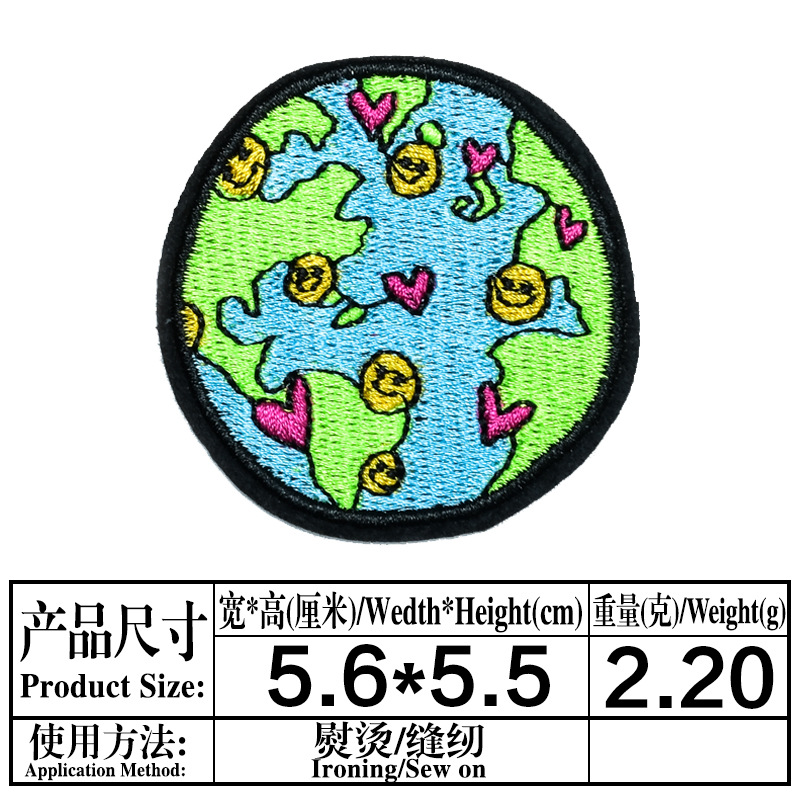 产品尺寸
Product Size:
宽*高(厘米)/Wedth*Height(cm)
5.6*5.5
重量(克)/Weight(g)
2.20
使用方法:
Application Method:
熨烫/缝纫
Ironing/Sew on